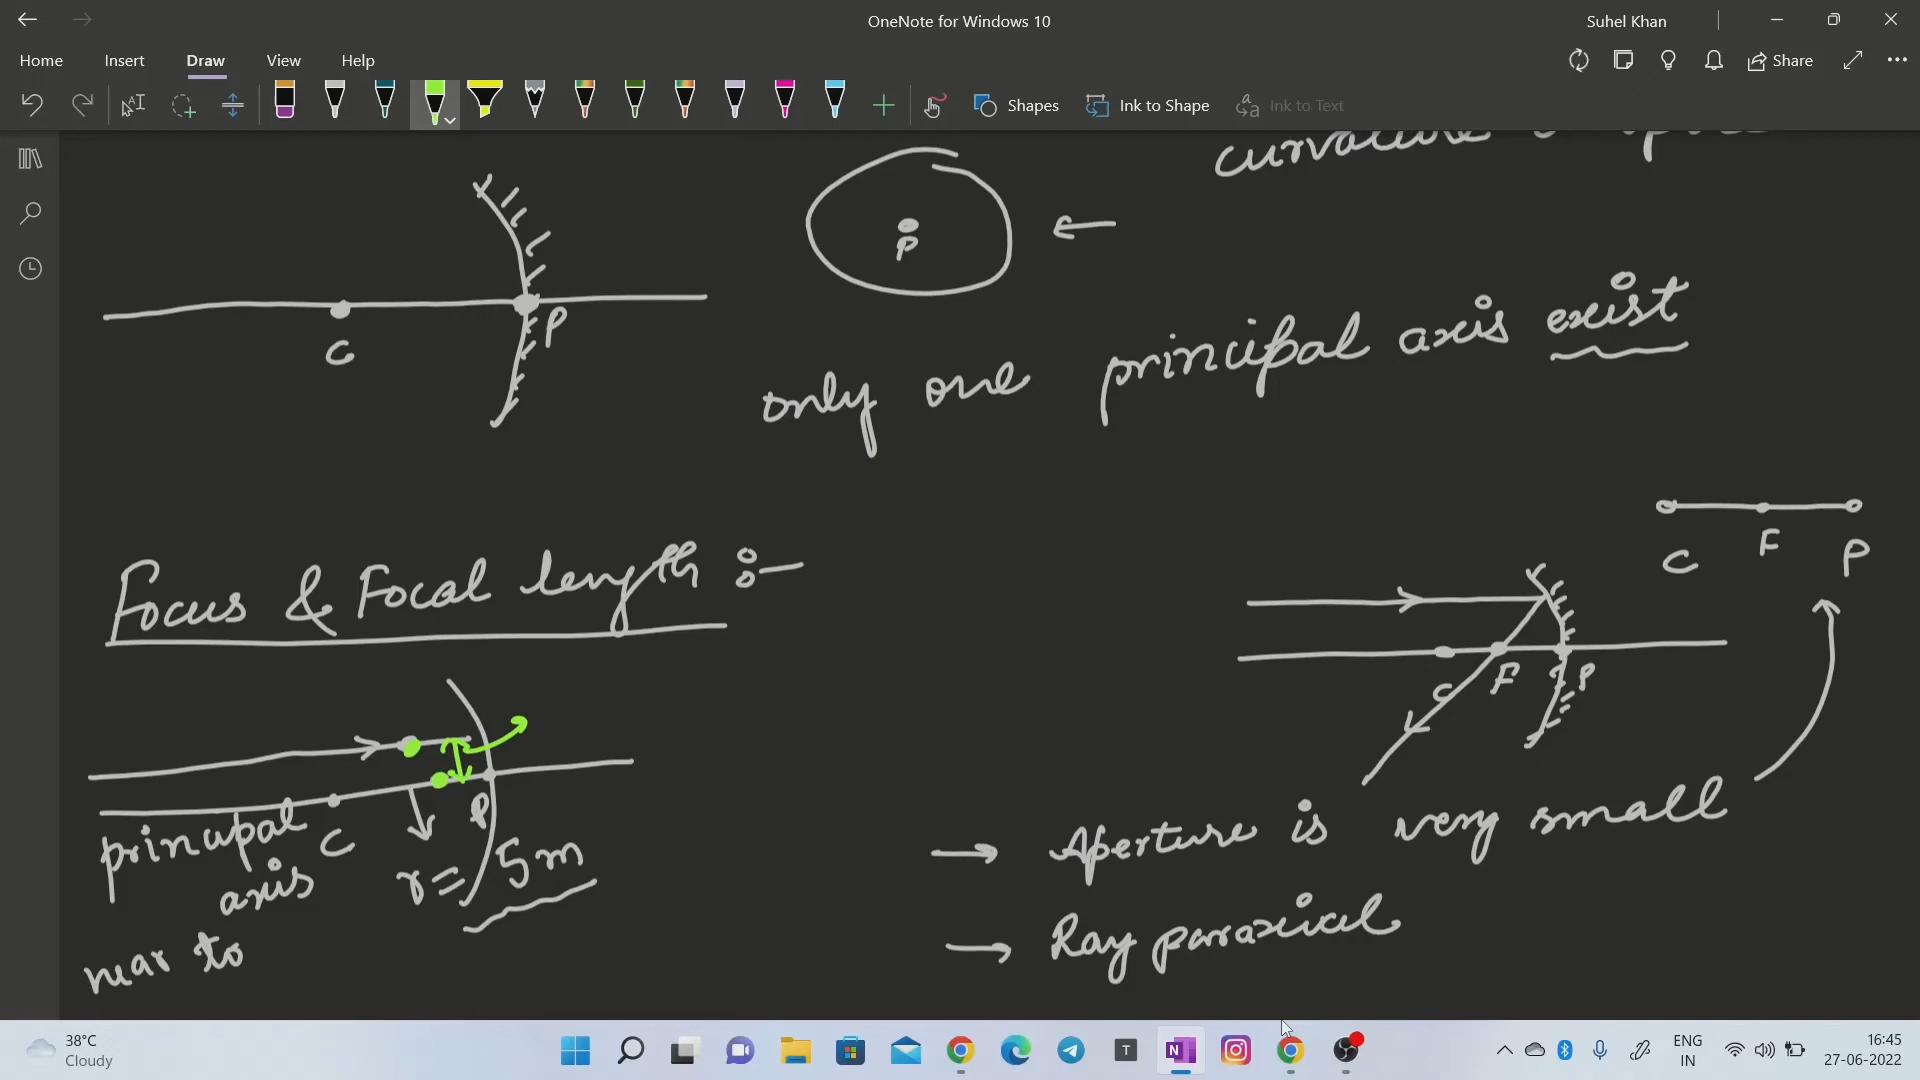 OneNote for Windows 10
Suhel Khan
Home Insert Draw View Help
Share
Shapes Ink to Shape Ink to Text
curvature
P
P
C
only one principal axis exist
C F P
Focus & Focal length :-
C F P
P
principal C
axis r= 5m
near to
→ Aperture is very small
→ Ray paraxial
38°C
Cloudy
ENG
IN
16:45
27-06-2022